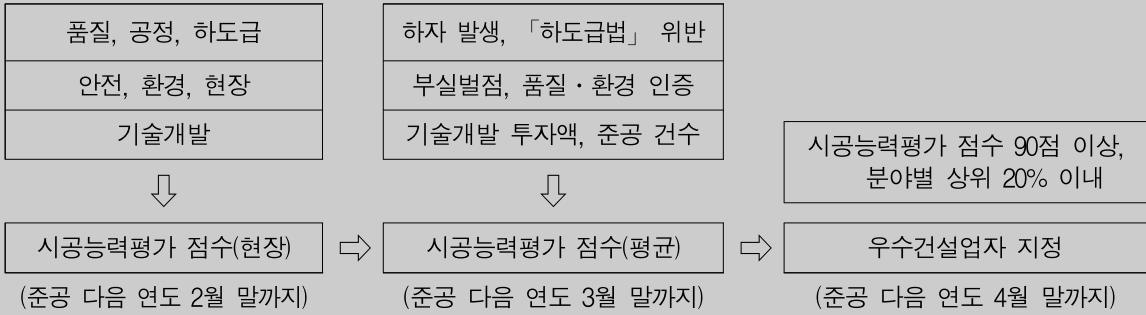 품질, 공정, 하도급
안전, 환경, 현장
기술개발
하자 발생, 「하도급법」 위반
부실벌점, 품질・환경 인증
기술개발 투자액, 준공 건수
시공능력평가 점수 90점 이상,
분야별 상위 20% 이내
시공능력평가 점수(현장)
시공능력평가 점수(평균)
우수건설업자 지정
(준공 다음 연도 2월 말까지)
(준공 다음 연도 3월 말까지)
(준공 다음 연도 4월 말까지)